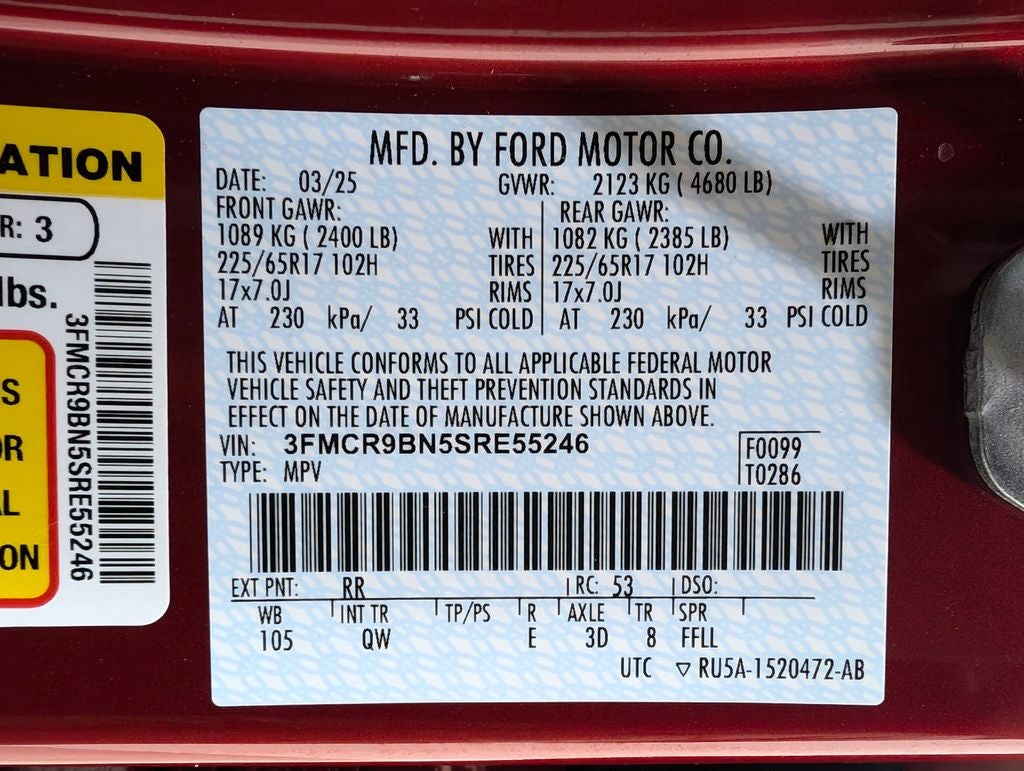 ATION
R: 3
lbs.
S
OR
AL
ON
3FMCR9BN5SRE55246
MFD. BY FORD MOTOR CO.
DATE: 03/25 GVWR: 2123 KG ( 4680 LB)
FRONT GAWR: REAR GAWR:
1089 KG ( 2400 LB) WITH 1082 KG ( 2385 LB) WITH
225/65R17 102H TIRES 225/65R17 102H TIRES
17x7.0J RIMS 17x7.0J RIMS
AT 230 kPa/ 33 PSI COLD AT 230 kPa/ 33 PSI COLD
THIS VEHICLE CONFORMS TO ALL APPLICABLE FEDERAL MOTOR
VEHICLE SAFETY AND THEFT PREVENTION STANDARDS IN
EFFECT ON THE DATE OF MANUFACTURE SHOWN ABOVE.
VIN: 3FMCR9BN5SRE55246 F0099
TYPE: MPV T0286
EXT PNT: RR RC: 53 DSO:
WB INT TR TP/PS R AXLE TR SPR
105 QW E 3D 8 FFLL
UTC ▽ RU5A-1520472-AB